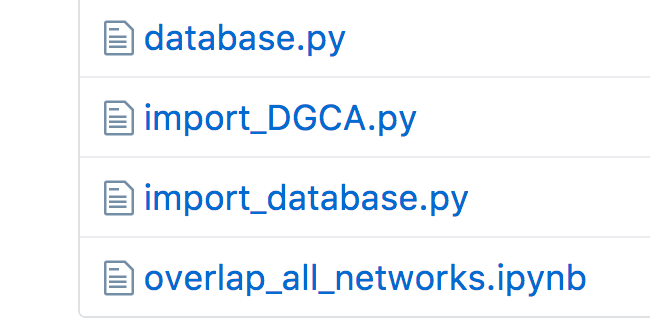 database.py
import_DGCA.py
import_database.py
overlap_all_networks.ipynb